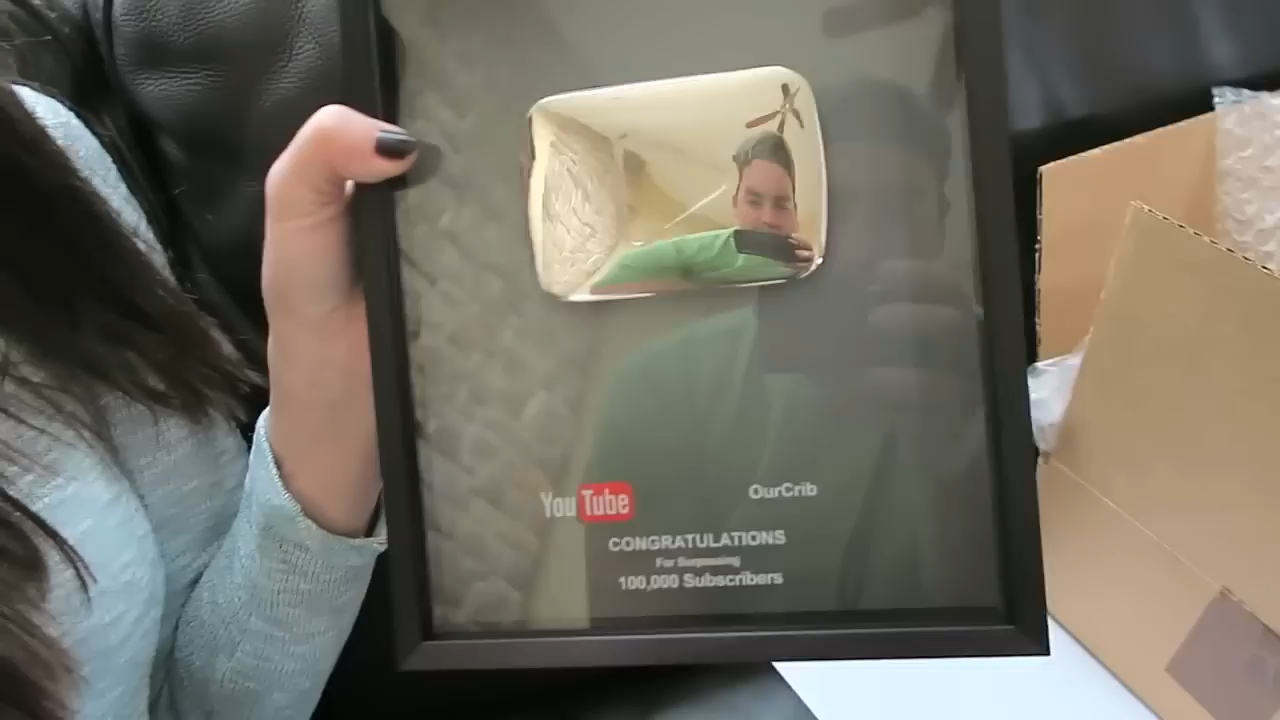 YouTube OurCrib
CONGRATULATIONS
For Surpassing
100,000 Subscribers